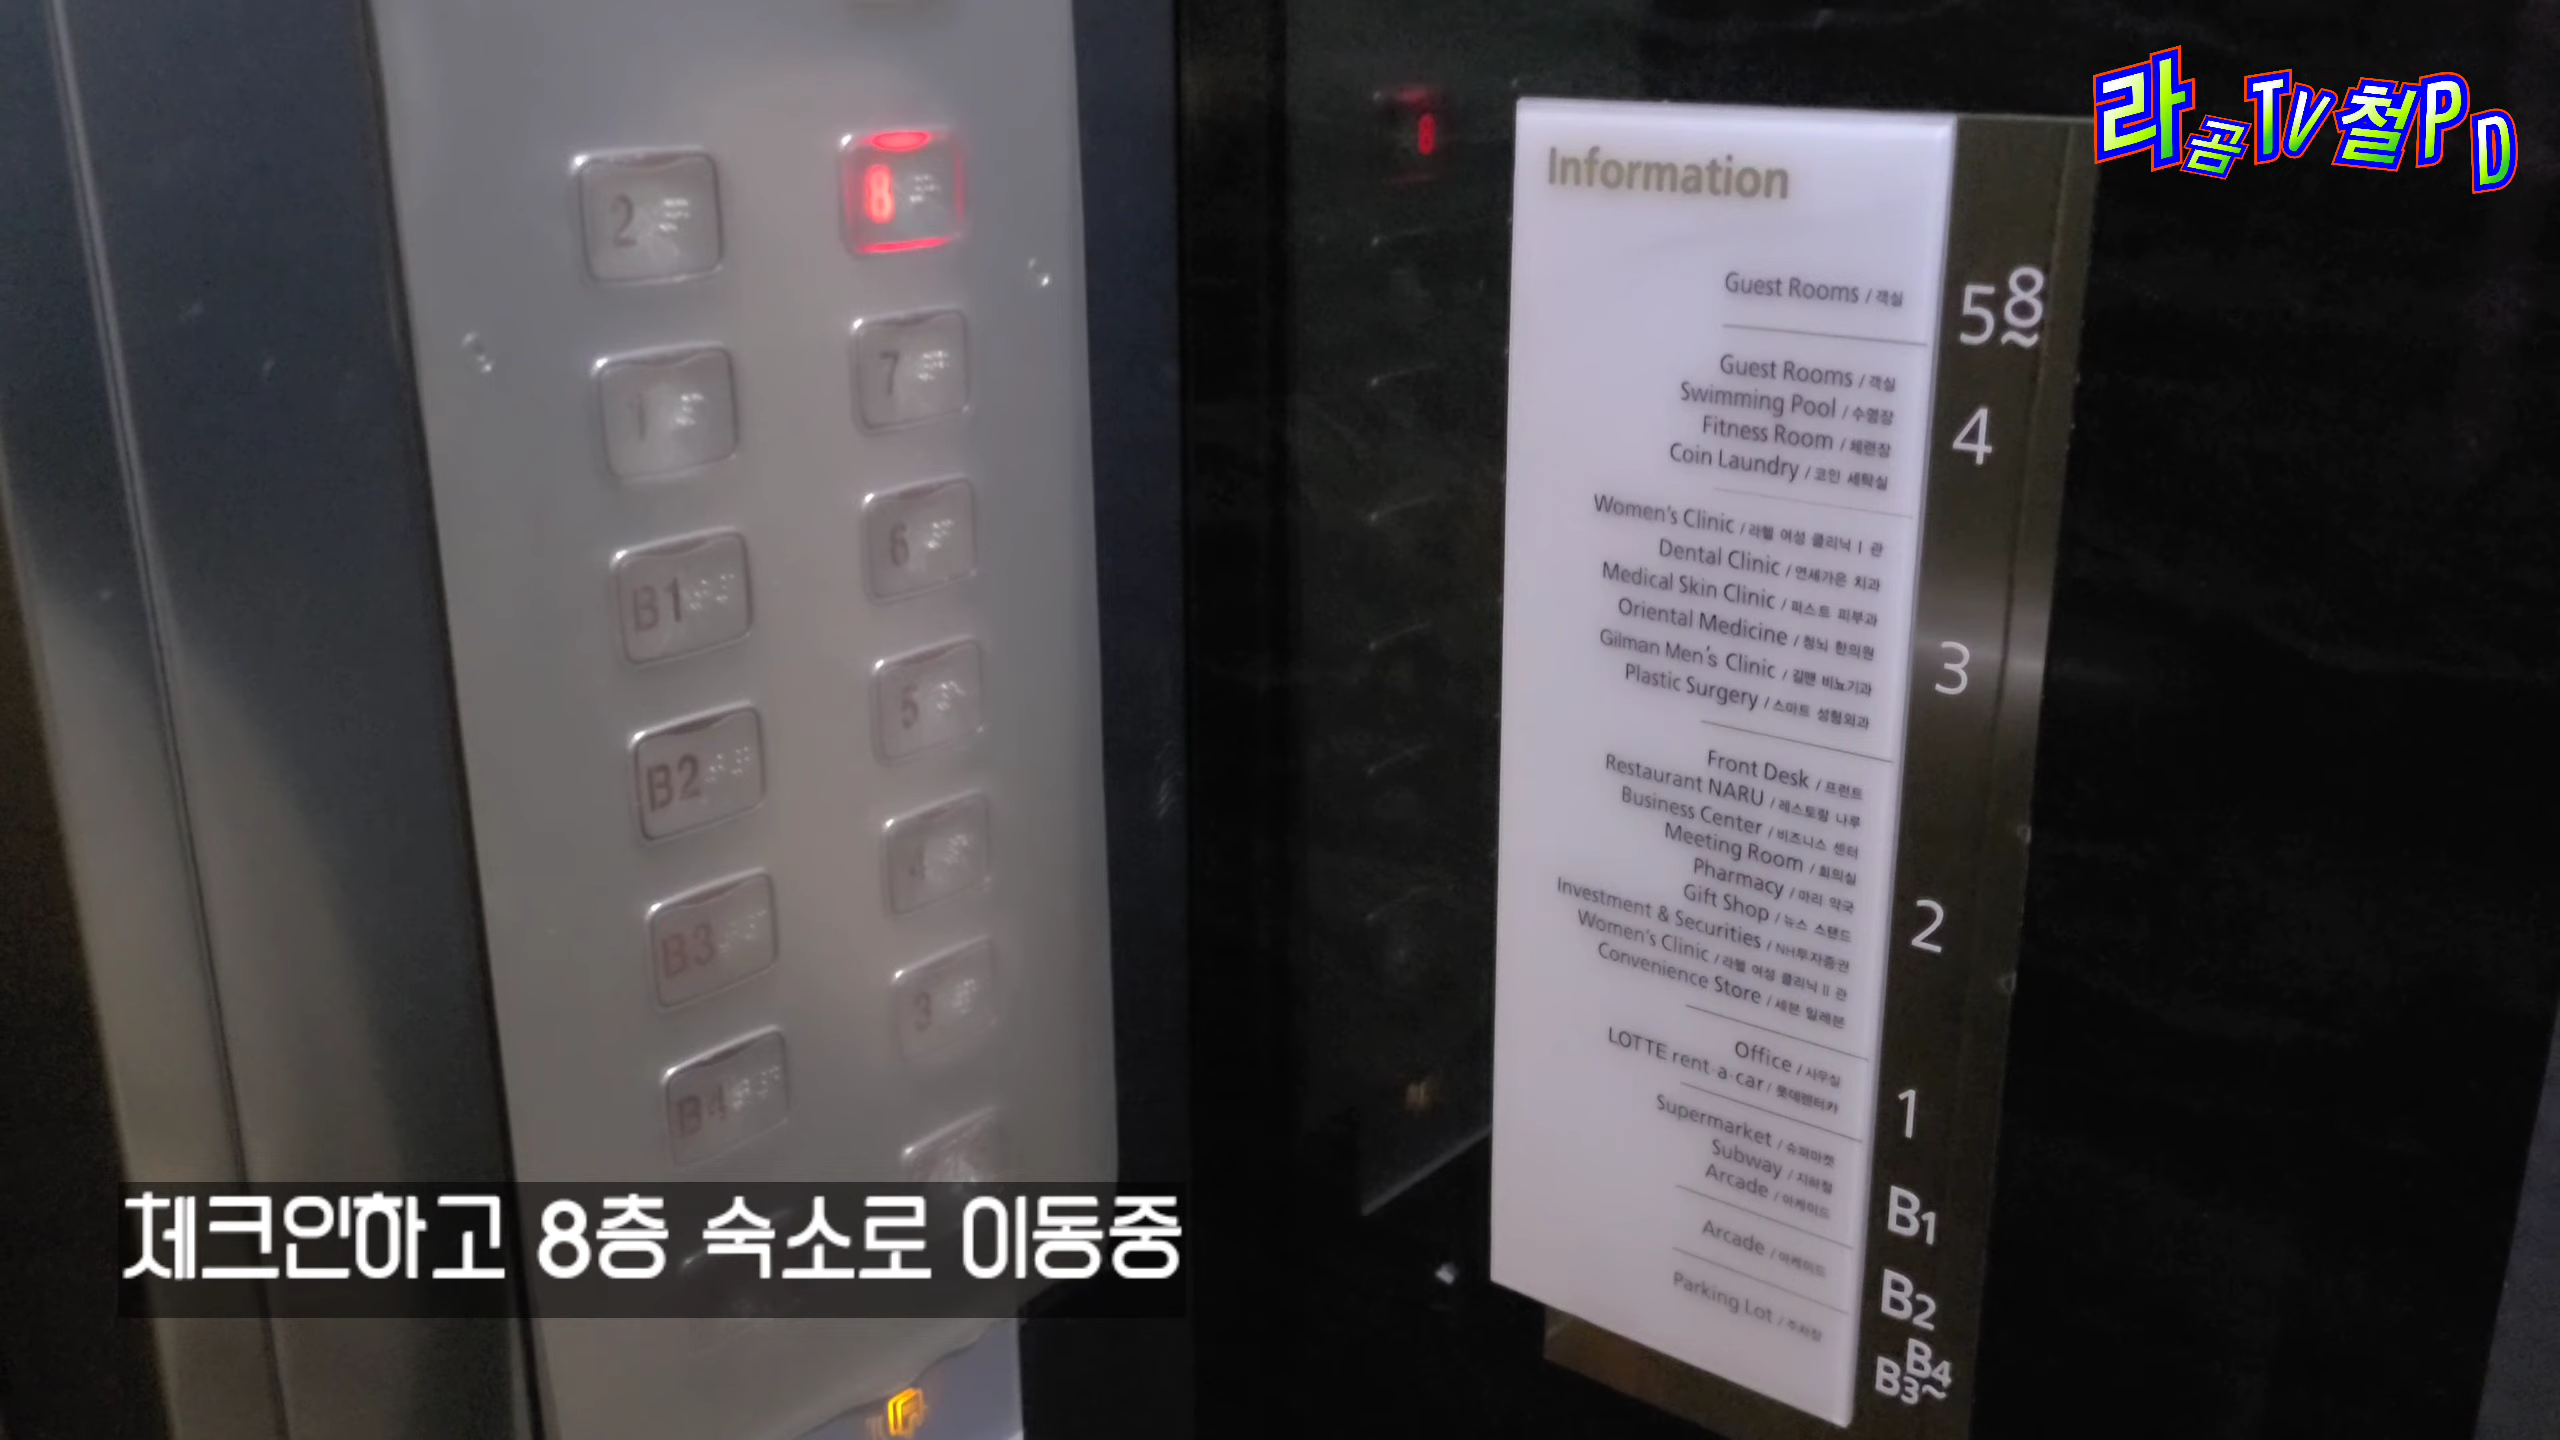 라곰TV철PD
2
8
1
7
B1
6
B2
5
B3
4
B4
3
Information
Guest Rooms / 객실 5~8
Guest Rooms / 객실
Swimming Pool / 수영장
Fitness Room / 체련장
Coin Laundry / 코인 세탁실
4
Women's Clinic / 라헬 여성 클리닉 I 관
Dental Clinic / 연세가은 치과
Medical Skin Clinic / 파스트 피부과
Oriental Medicine / 청뇌 한의원
Gilman Men's Clinic / 길맨 비뇨기과
Plastic Surgery / 스마트 성형외과
3
Front Desk / 프런트
Restaurant NARU / 레스토랑 나루
Business Center / 비즈니스 센터
Meeting Room / 회의실
Pharmacy / 마리 약국
Gift Shop / 뉴스 스탠드
Investment & Securities / NH투자증권
Women's Clinic / 라헬 여성 클리닉 II 관
Convenience Store / 세븐 일레븐
2
Office / 사무실
LOTTE rent-a-car / 롯데렌터카
1
Supermarket / 슈퍼마켓
Subway / 지하철
Arcade / 아케이드
B1
Arcade / 아케이드
B2
Parking Lot / 주차장
B3~B4
체크인하고 8층 숙소로 이동중